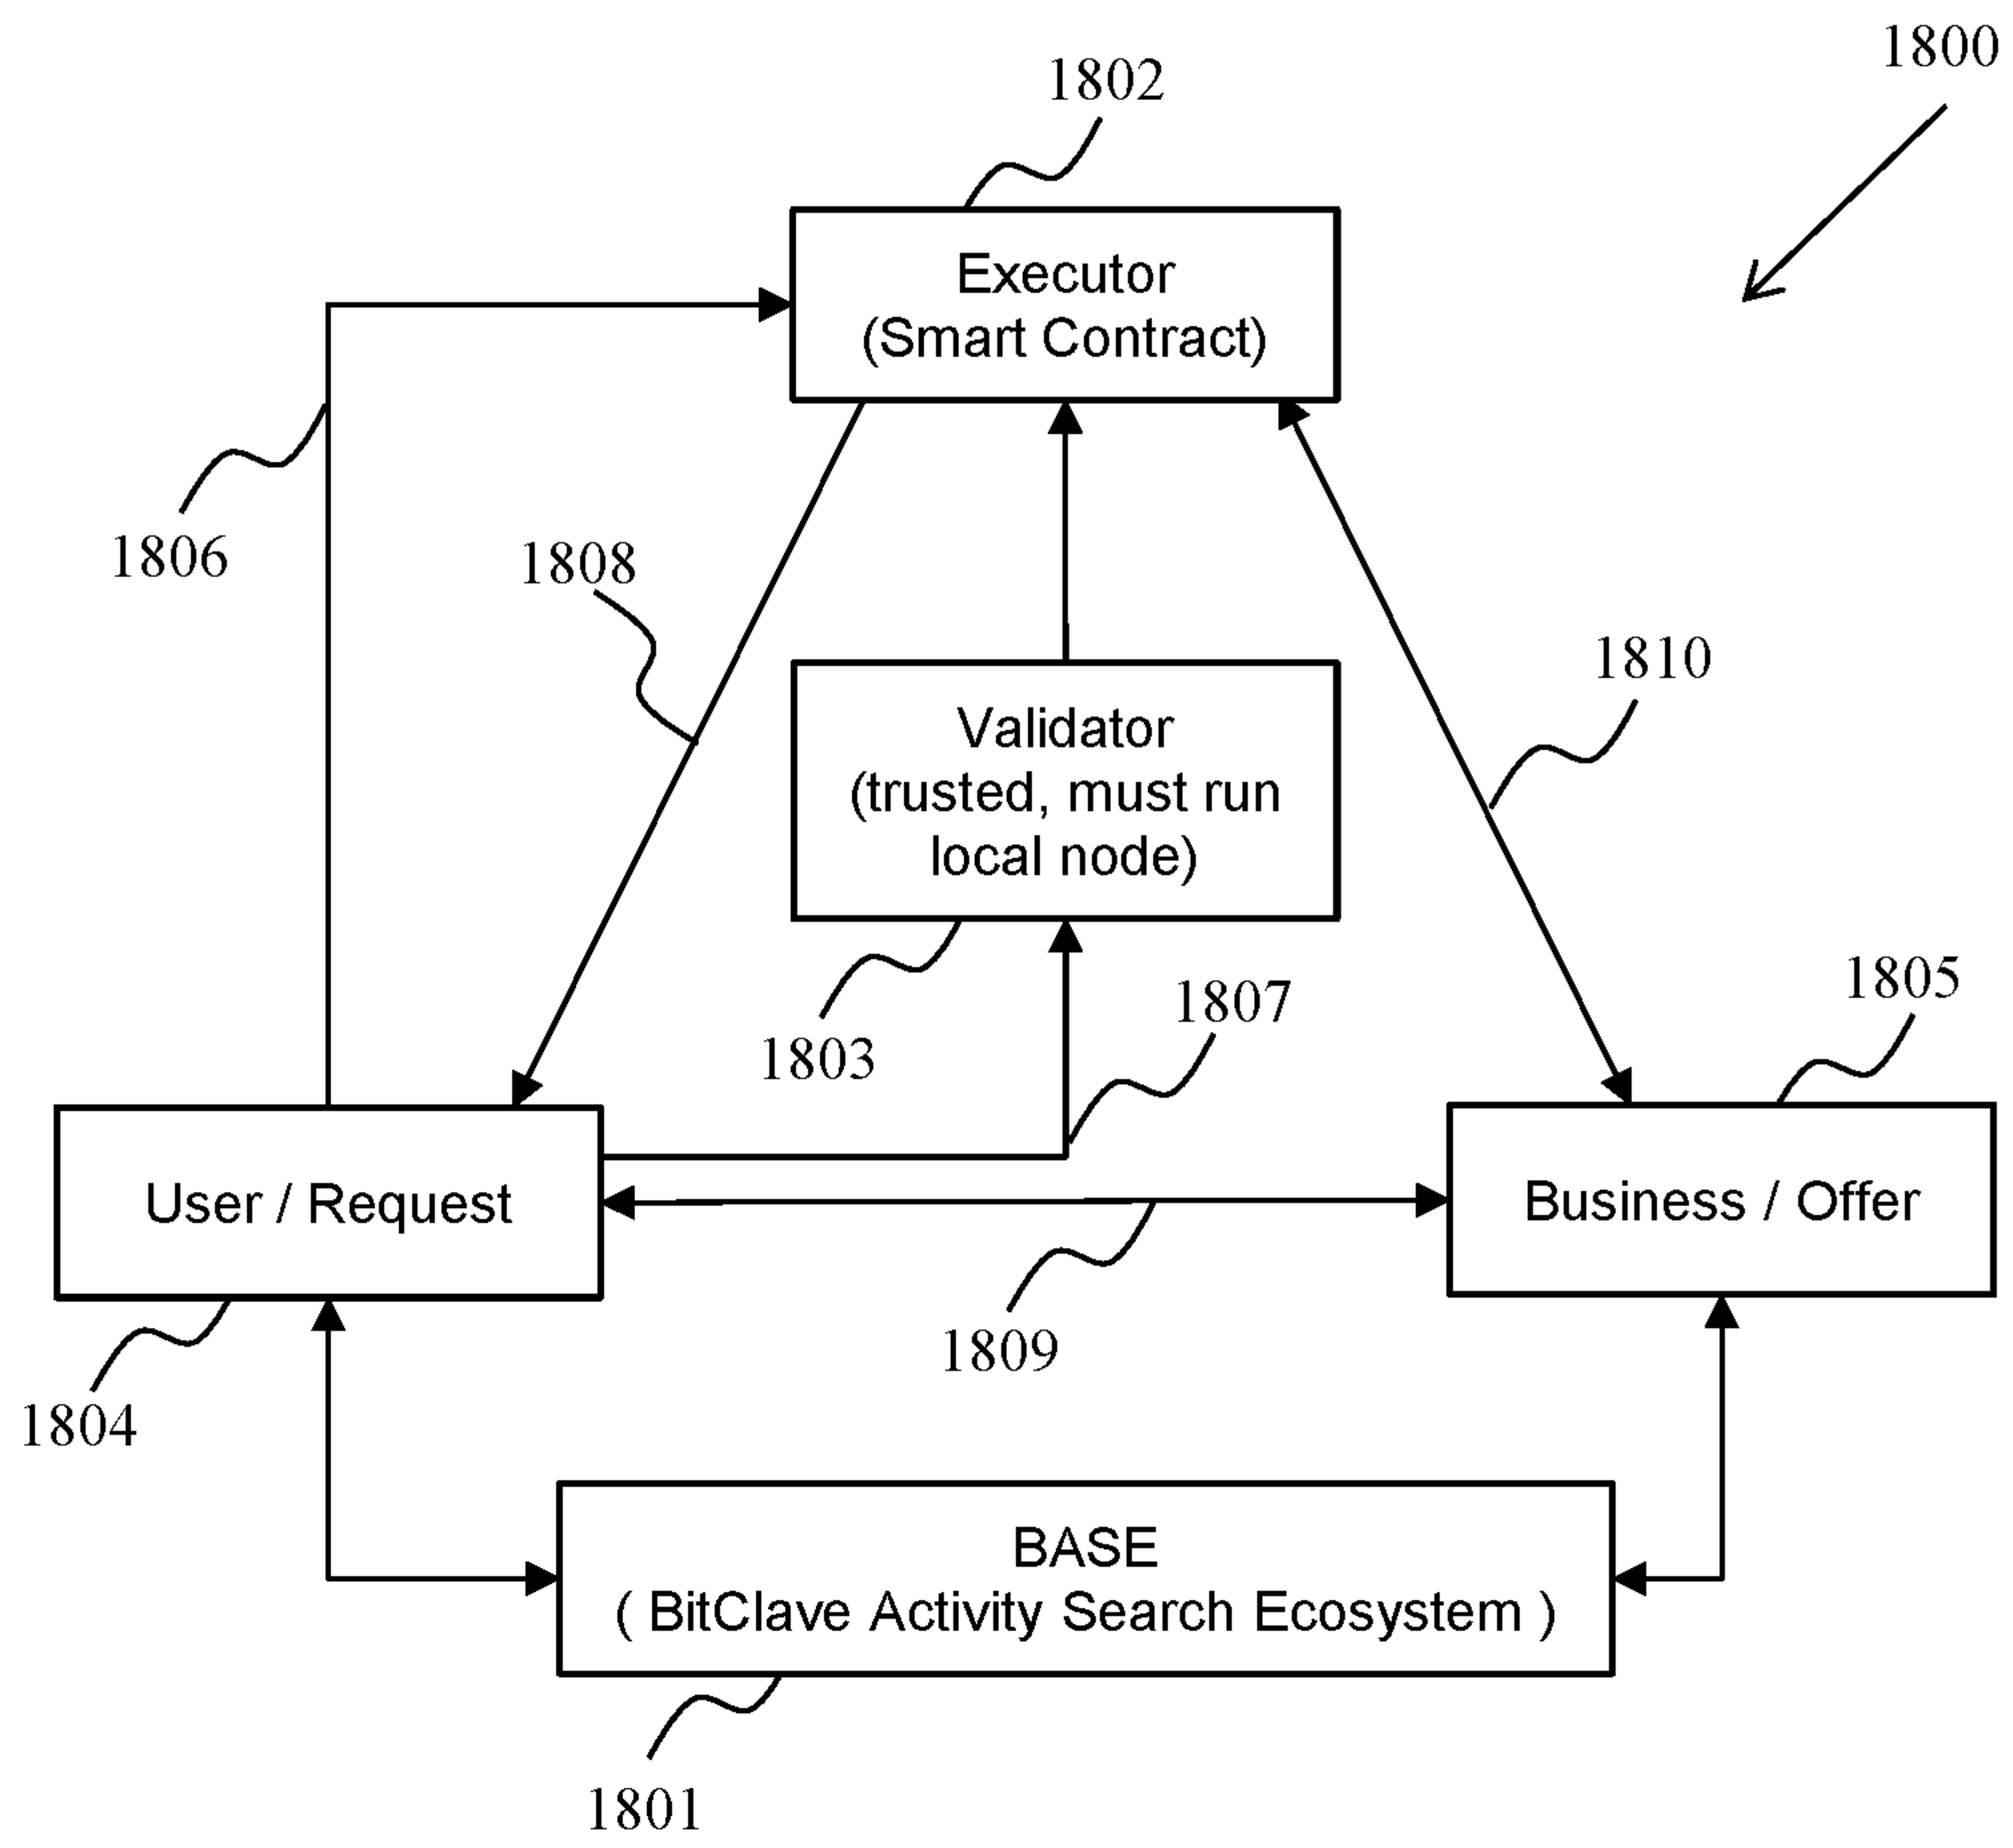 1800
1802
Executor
(Smart Contract)
1806
1808
1810
Validator
(trusted, must run
local node)
1805
1807
1803
User / Request
Business / Offer
1809
1804
BASE
( BitClave Activity Search Ecosystem )
1801